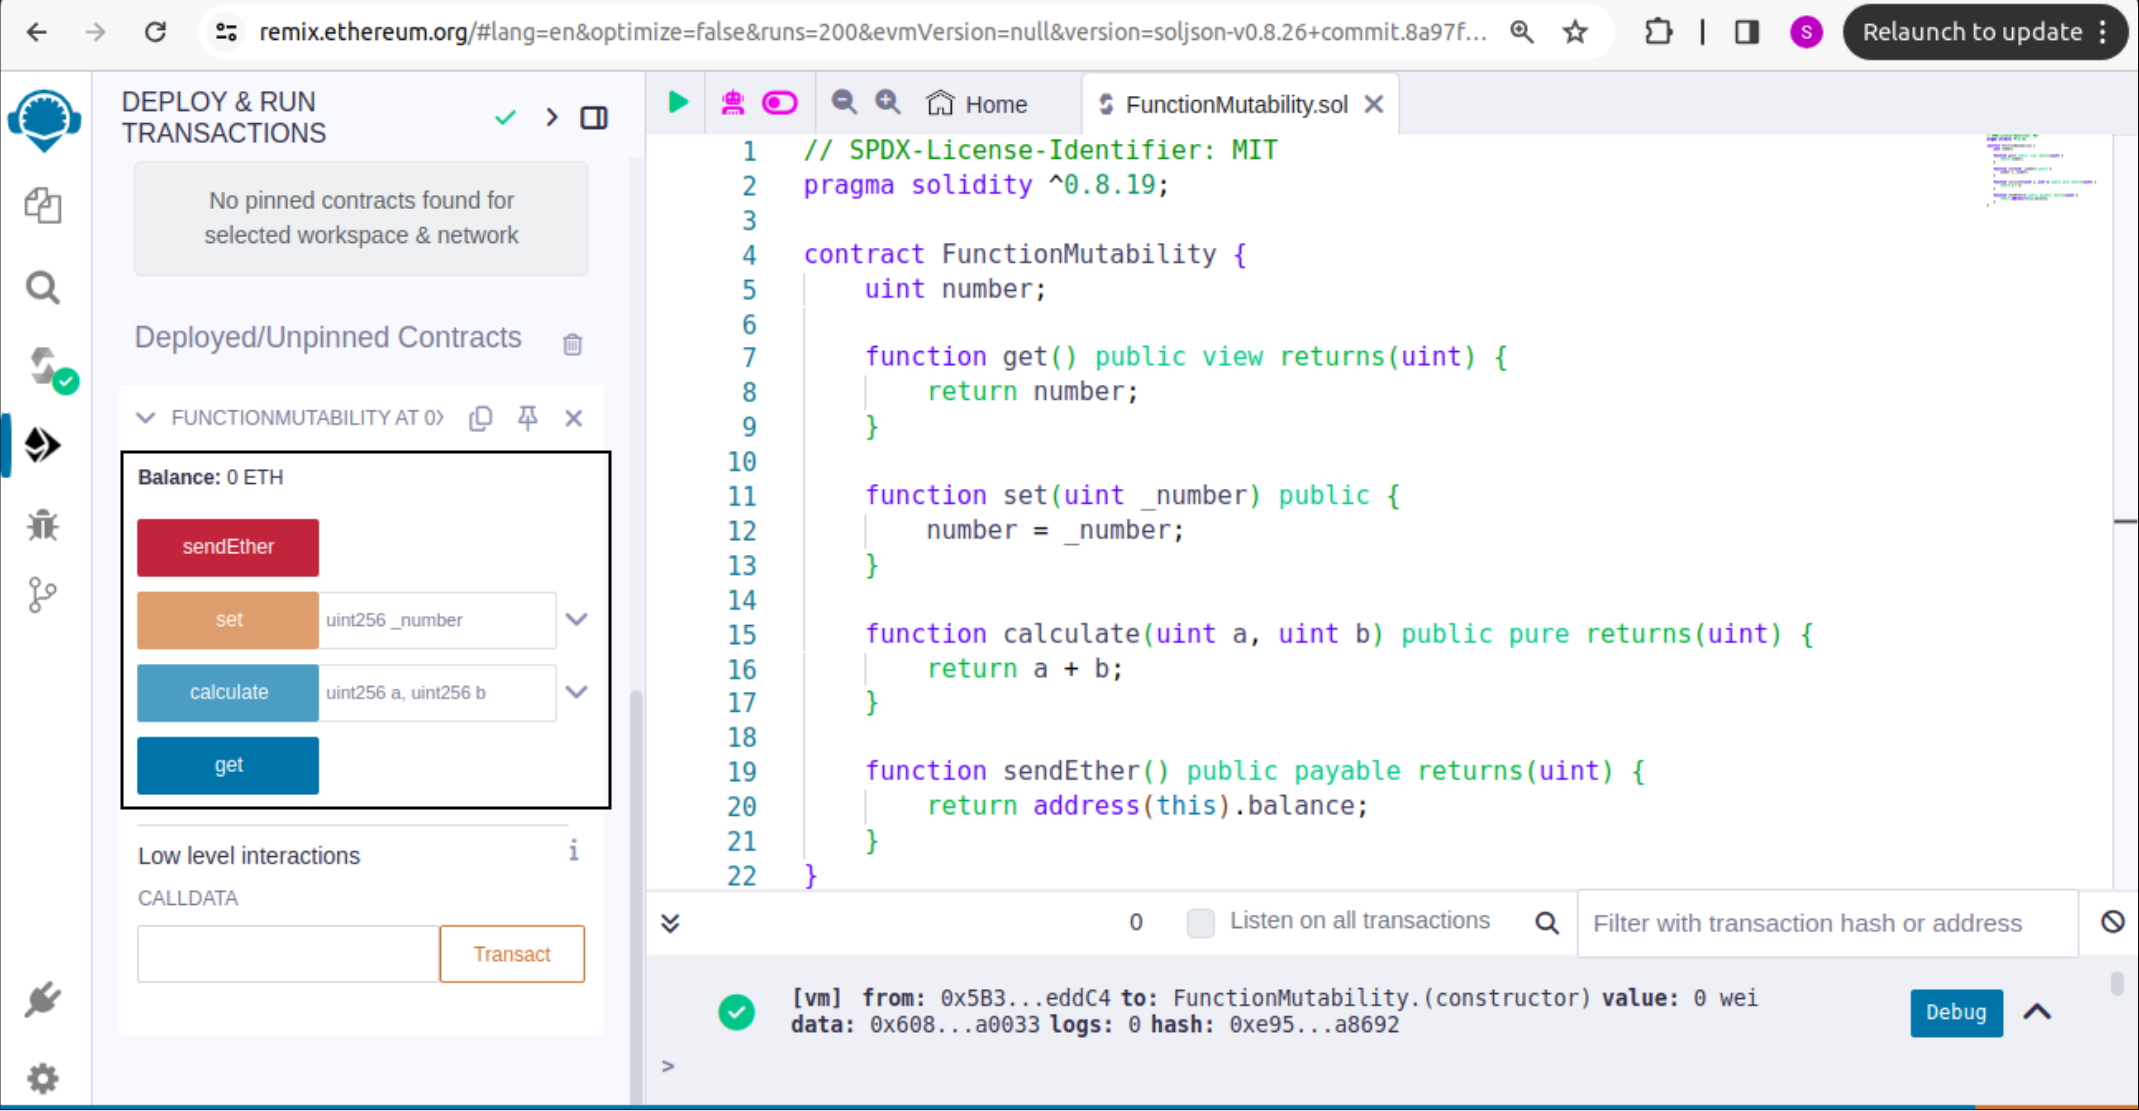 remix.ethereum.org/#lang=en&optimize=false&runs=200&evmVersion=null&version=soljson-v0.8.26+commit.8a97f...
S
Relaunch to update
DEPLOY & RUN
TRANSACTIONS
No pinned contracts found for
selected workspace & network
Deployed/Unpinned Contracts
FUNCTIONMUTABILITY AT 0X
Balance: 0 ETH
sendEther
set
uint256 _number
calculate
uint256 a, uint256 b
get
Low level interactions
i
CALLDATA
Transact
Home
FunctionMutability.sol
1 // SPDX-License-Identifier: MIT
2 pragma solidity ^0.8.19;
3
4 contract FunctionMutability {
5 uint number;
6
7 function get() public view returns(uint) {
8 return number;
9 }
10
11 function set(uint _number) public {
12 number = _number;
13 }
14
15 function calculate(uint a, uint b) public pure returns(uint) {
16 return a + b;
17 }
18
19 function sendEther() public payable returns(uint) {
20 return address(this).balance;
21 }
22 }
0
Listen on all transactions
Filter with transaction hash or address
[vm] from: 0x5B3...eddC4 to: FunctionMutability.(constructor) value: 0 wei
data: 0x608...a0033 logs: 0 hash: 0xe95...a8692
Debug
>